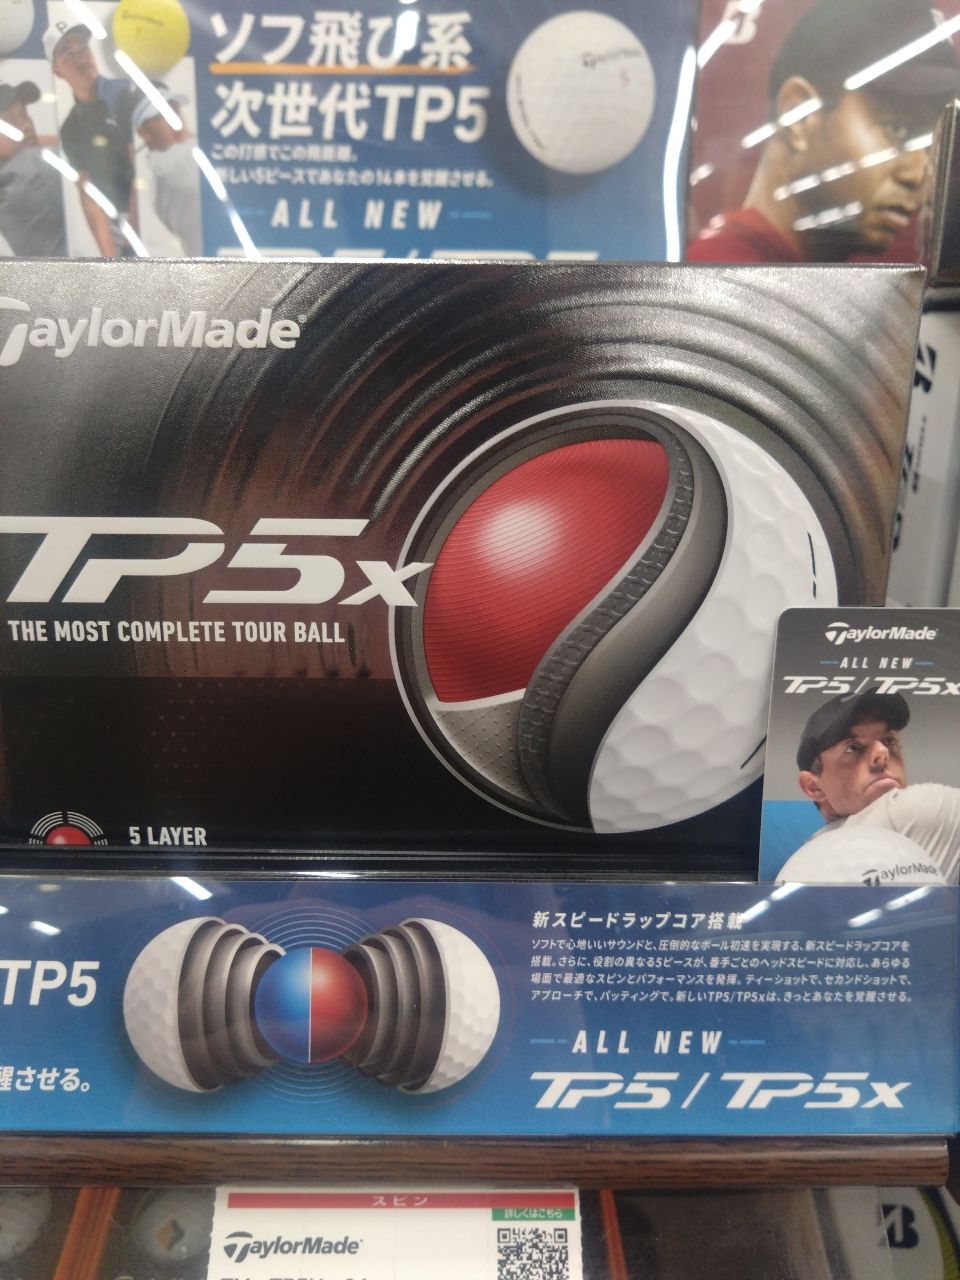 ソフ飛び系
次世代TP5
この打感でこの飛距離。
新しい5ピースであなたの14本を覚醒させる。
ALL NEW
TaylorMade
TP5x
THE MOST COMPLETE TOUR BALL
5 LAYER
TaylorMade
ALL NEW
TP5/TP5x
TaylorMade
TP5
醒させる。
新スピードラップコア搭載
ソフトで心地いいサウンドと、圧倒的なボール初速を実現する、新スピードラップコアを
搭載。さらに、役割の異なる5ピースが、番手ごとのヘッドスピードに対応し、あらゆる
場面で最適なスピンとパフォーマンスを発揮。ティーショットで、セカンドショットで、
アプローチで、パッティングで。新しいTP5/TP5xは、きっとあなたを覚醒させる。
ALL NEW
TP5/TP5x
スピン
詳しくはこちら
TaylorMade